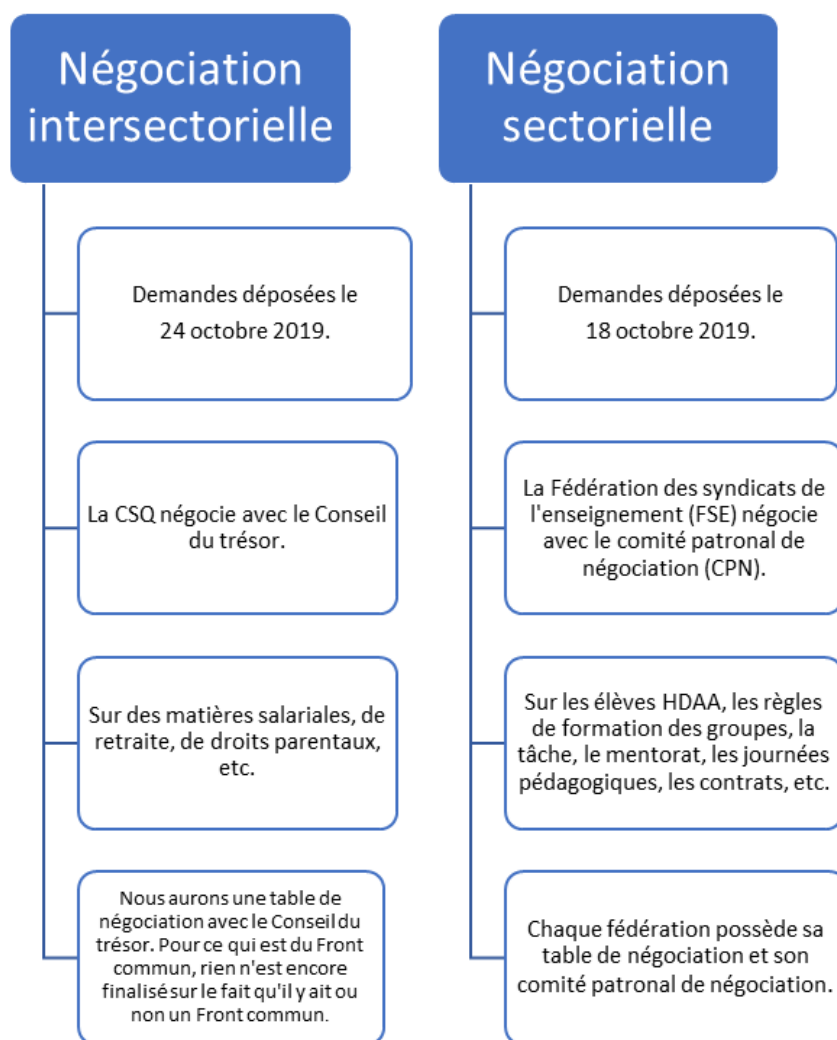 Négociation
intersectorielle
Demandes déposées le
24 octobre 2019.
La CSQ négocie avec le Conseil
du trésor.
Sur des matières salariales, de
retraite, de droits parentaux,
etc.
Nous aurons une table de
négociation avec le Conseil du
trésor. Pour ce qui est du Front
commun, rien n'est encore
finalisé sur le fait qu'il y ait ou
non un Front commun.
Négociation
sectorielle
Demandes déposées le
18 octobre 2019.
La Fédération des syndicats de
l'enseignement (FSE) négocie
avec le comité patronal de
négociation (CPN).
Sur les élèves HDAA, les règles
de formation des groupes, la
tâche, le mentorat, les journées
pédagogiques, les contrats, etc.
Chaque fédération possède sa
table de négociation et son
comité patronal de négociation.